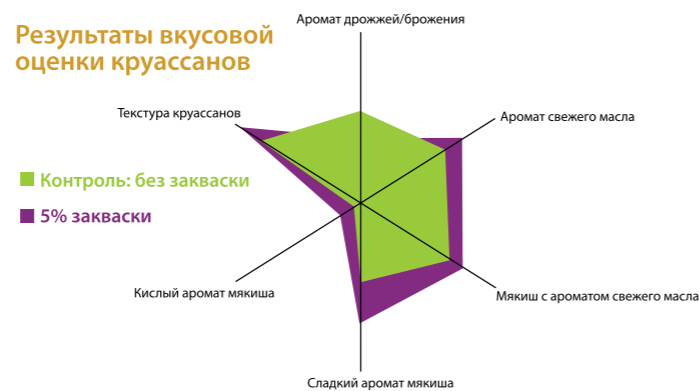 Результаты вкусовой
оценки круассанов
Аромат дрожжей/брожения
Текстура круассанов
Аромат свежего масла
Контроль: без закваски
5% закваски
Кислый аромат мякиша
Мякиш с ароматом свежего масла
Сладкий аромат мякиша